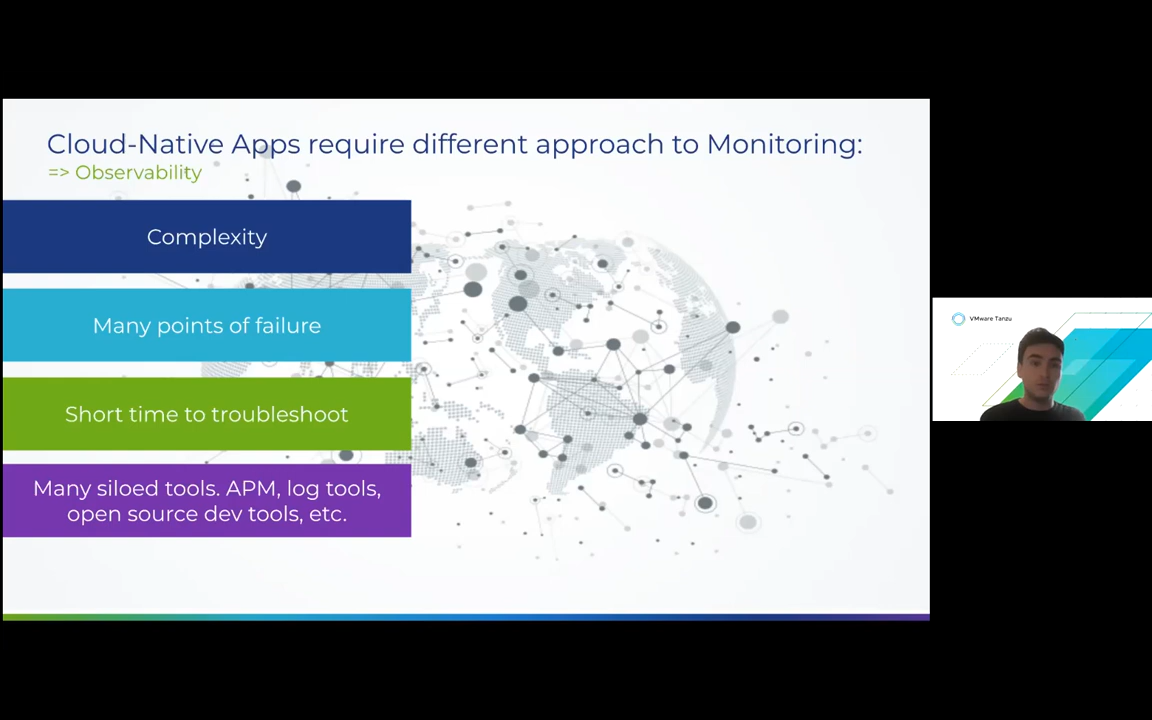 Cloud-Native Apps require different approach to Monitoring:
=> Observability
Complexity
Many points of failure
Short time to troubleshoot
Many siloed tools. APM, log tools,
open source dev tools, etc.
VMware Tanzu